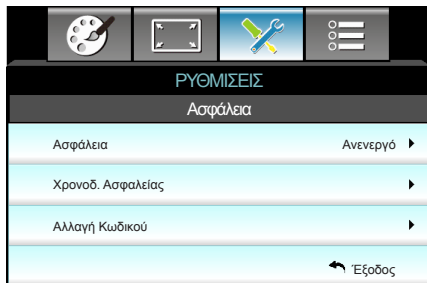 ΡΥΘΜΙΣΕΙΣ
Ασφάλεια
Ασφάλεια Ανενεργό
Χρονοδ. Ασφαλείας
Αλλαγή Κωδικού
Έξοδος